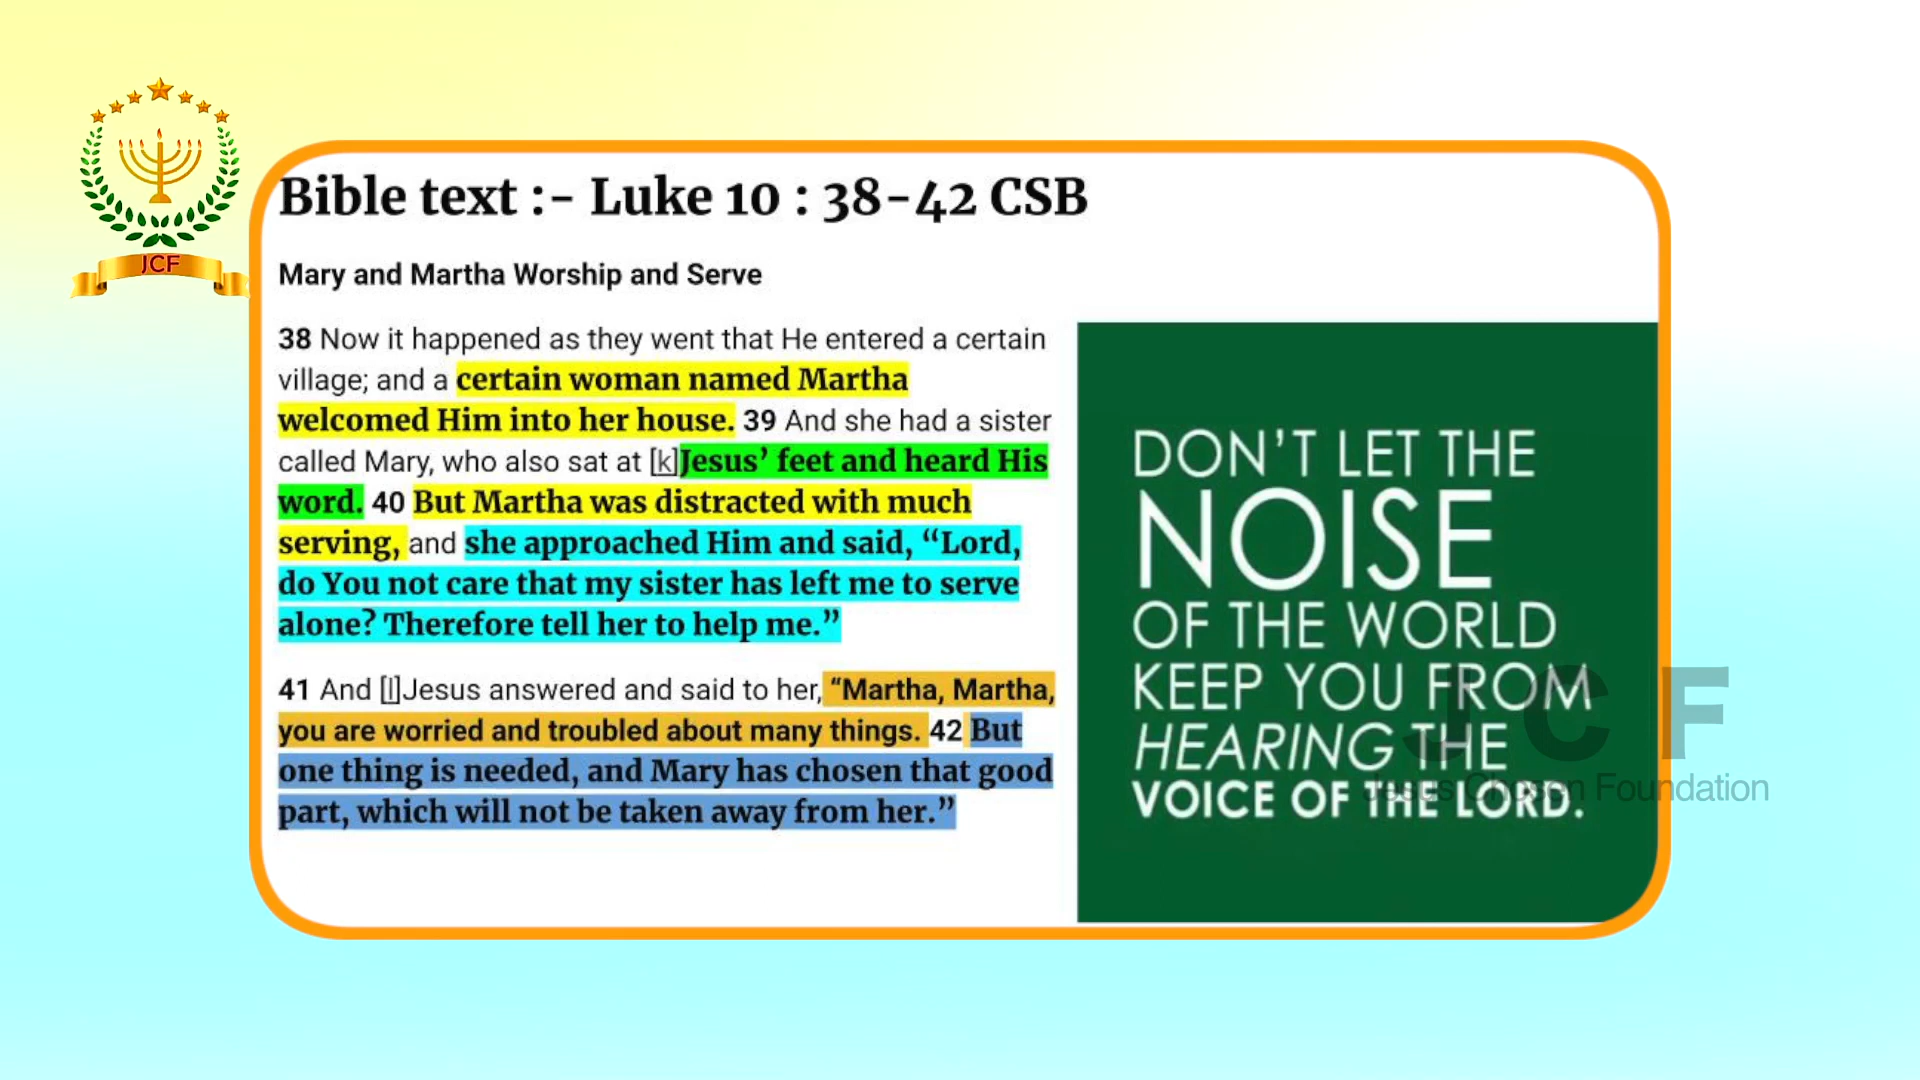 JCF
Bible text :- Luke 10 : 38-42 CSB
Mary and Martha Worship and Serve
38 Now it happened as they went that He entered a certain
village; and a certain woman named Martha
welcomed Him into her house. 39 And she had a sister
called Mary, who also sat at [k]Jesus’ feet and heard His
word. 40 But Martha was distracted with much
serving, and she approached Him and said, “Lord,
do You not care that my sister has left me to serve
alone? Therefore tell her to help me.”
41 And [l]Jesus answered and said to her, “Martha, Martha,
you are worried and troubled about many things. 42 But
one thing is needed, and Mary has chosen that good
part, which will not be taken away from her.”
DON’T LET THE
NOISE
OF THE WORLD
KEEP YOU FROM
HEARING THE
VOICE OF THE LORD.
JCF
Jesus Chosen Foundation